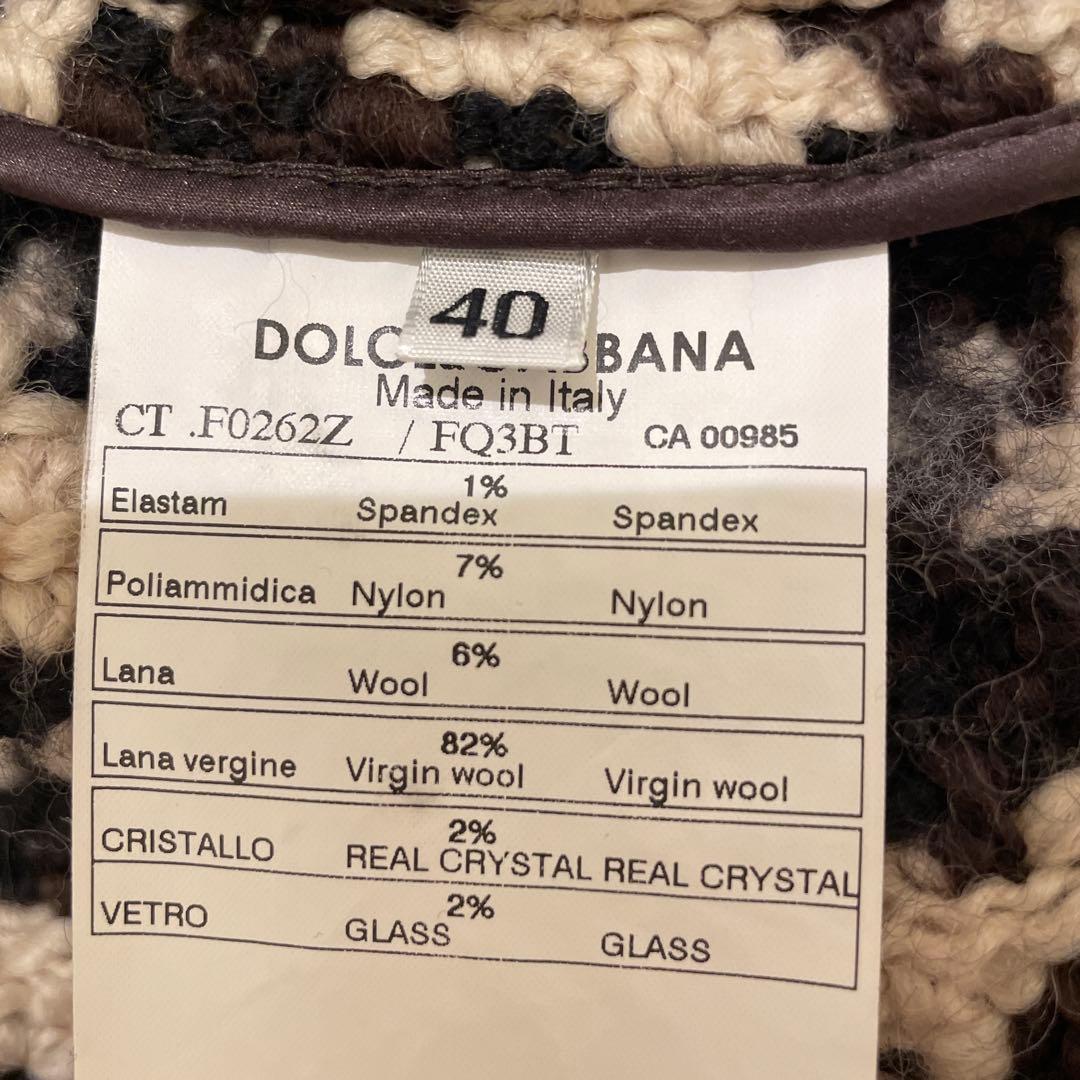 40
DOLC BBANA
Made in Italy
CT .F0262Z / FQ3BT CA 00985
1%
Elastam Spandex Spandex
7%
Poliammidica Nylon Nylon
6%
Lana Wool Wool
82%
Lana vergine Virgin wool Virgin wool
2%
CRISTALLO REAL CRYSTAL REAL CRYSTAL
2%
VETRO GLASS GLASS